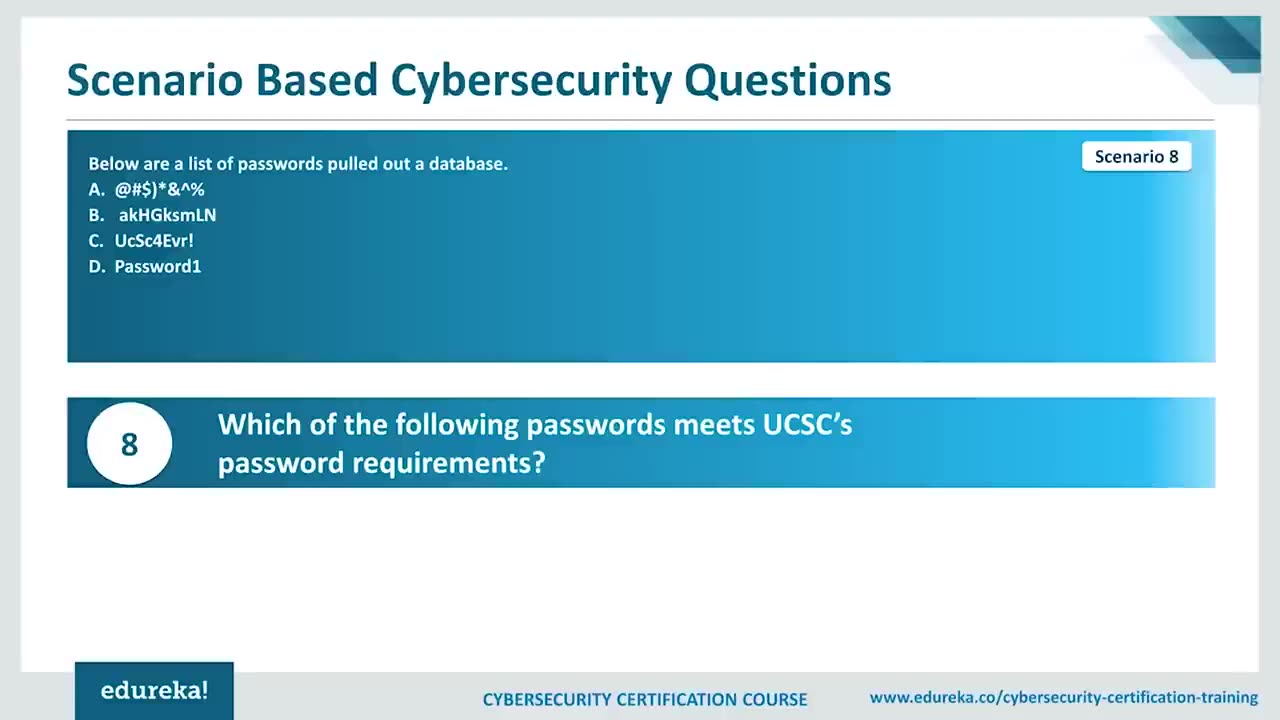 Scenario Based Cybersecurity Questions
Below are a list of passwords pulled out a database.
Scenario 8
A. @#$)*&^%
B. akHGksmLN
C. UcSc4Evr!
D. Password1
8
Which of the following passwords meets UCSC’s
password requirements?
edureka!
CYBERSECURITY CERTIFICATION COURSE
www.edureka.co/cybersecurity-certification-training